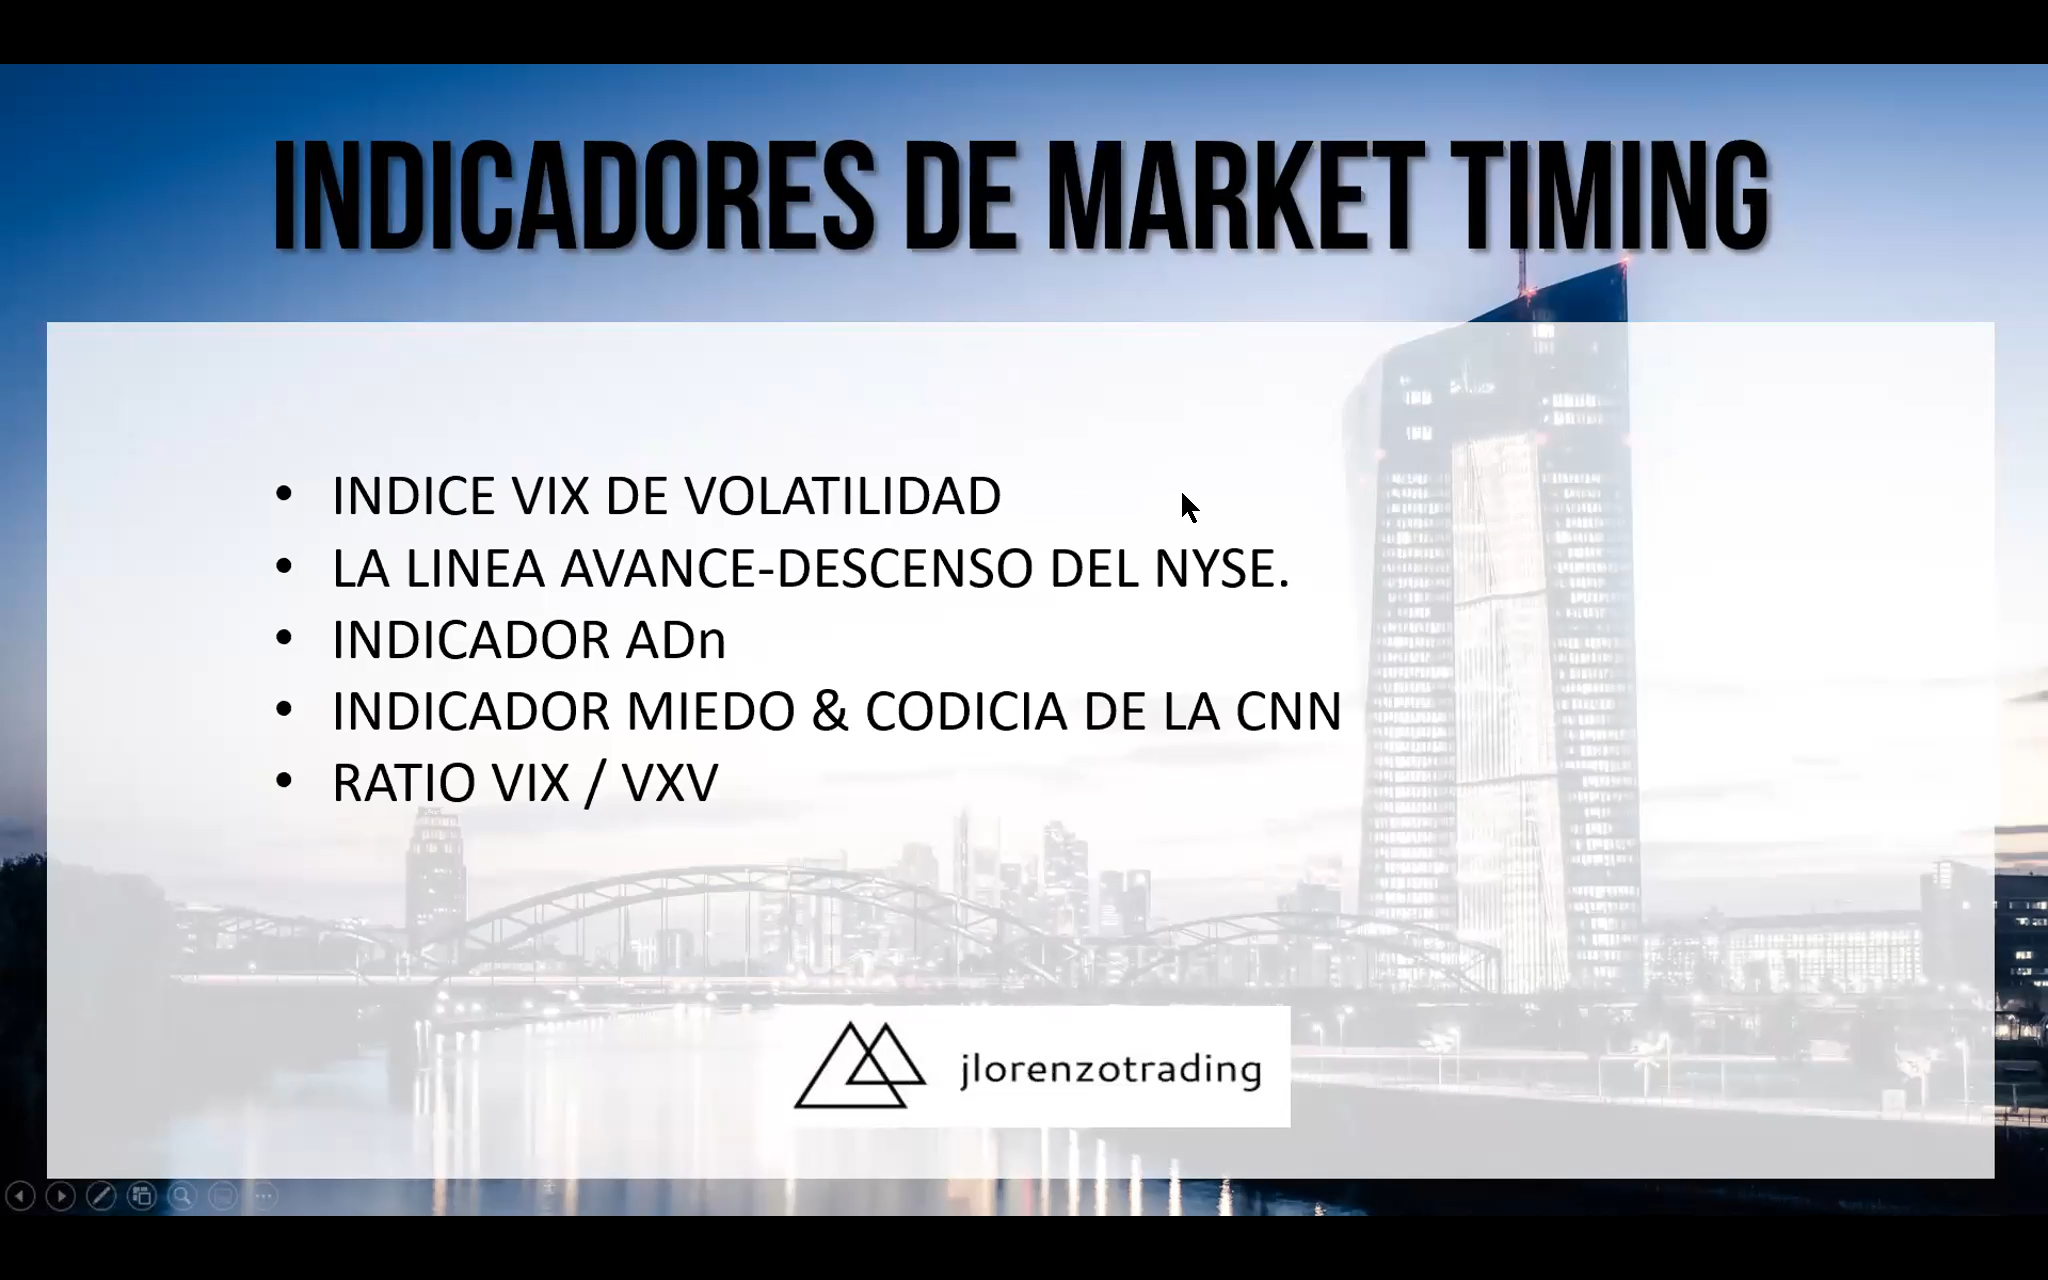 INDICADORES DE MARKET TIMING
• INDICE VIX DE VOLATILIDAD
• LA LINEA AVANCE-DESCENSO DEL NYSE.
• INDICADOR ADn
• INDICADOR MIEDO & CODICIA DE LA CNN
• RATIO VIX / VXV
jlorenzotrading